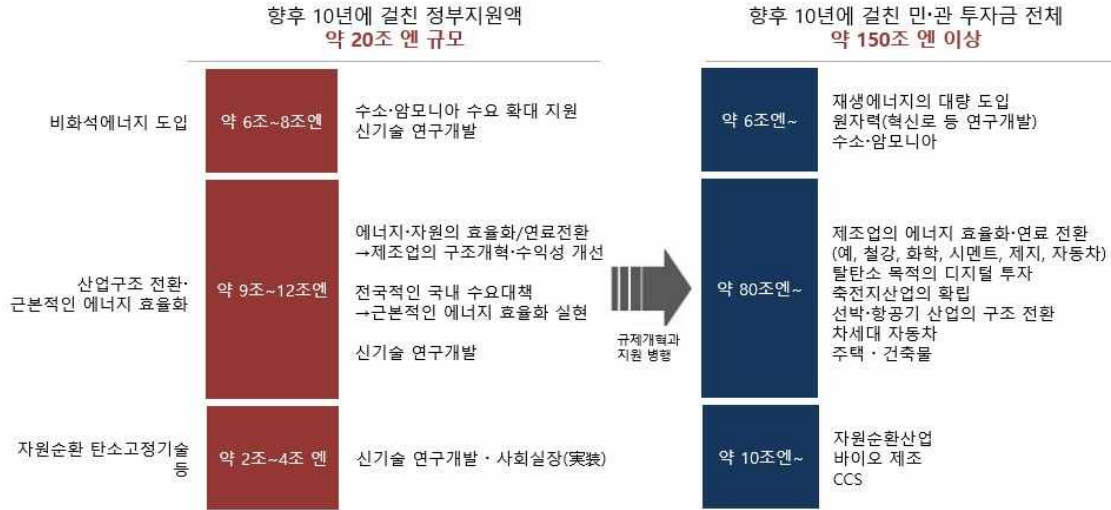 향후 10년에 걸친 정부지원액
약 20조 엔 규모
향후 10년에 걸친 민·관 투자금 전체
약 150조 엔 이상
비화석에너지 도입
약 6조~8조엔
수소·암모니아 수요 확대 지원
신기술 연구개발
약 6조엔~
재생에너지의 대량 도입
원자력(혁신로 등 연구개발)
수소·암모니아
산업구조 전환·
근본적인 에너지 효율화
약 9조~12조엔
에너지·자원의 효율화/연료전환
→제조업의 구조개혁·수익성 개선
전국적인 국내 수요대책
→근본적인 에너지 효율화 실현
신기술 연구개발
규제개혁과
지원 병행
약 80조엔~
제조업의 에너지 효율화·연료 전환
(예, 철강, 화학, 시멘트, 제지, 자동차)
탈탄소 목적의 디지털 투자
축전지산업의 확립
선박·항공기 산업의 구조 전환
차세대 자동차
주택 · 건축물
자원순환 탄소고정기술
등
약 2조~4조 엔
신기술 연구개발 · 사회실장(実装)
약 10조엔~
자원순환산업
바이오 제조
CCS